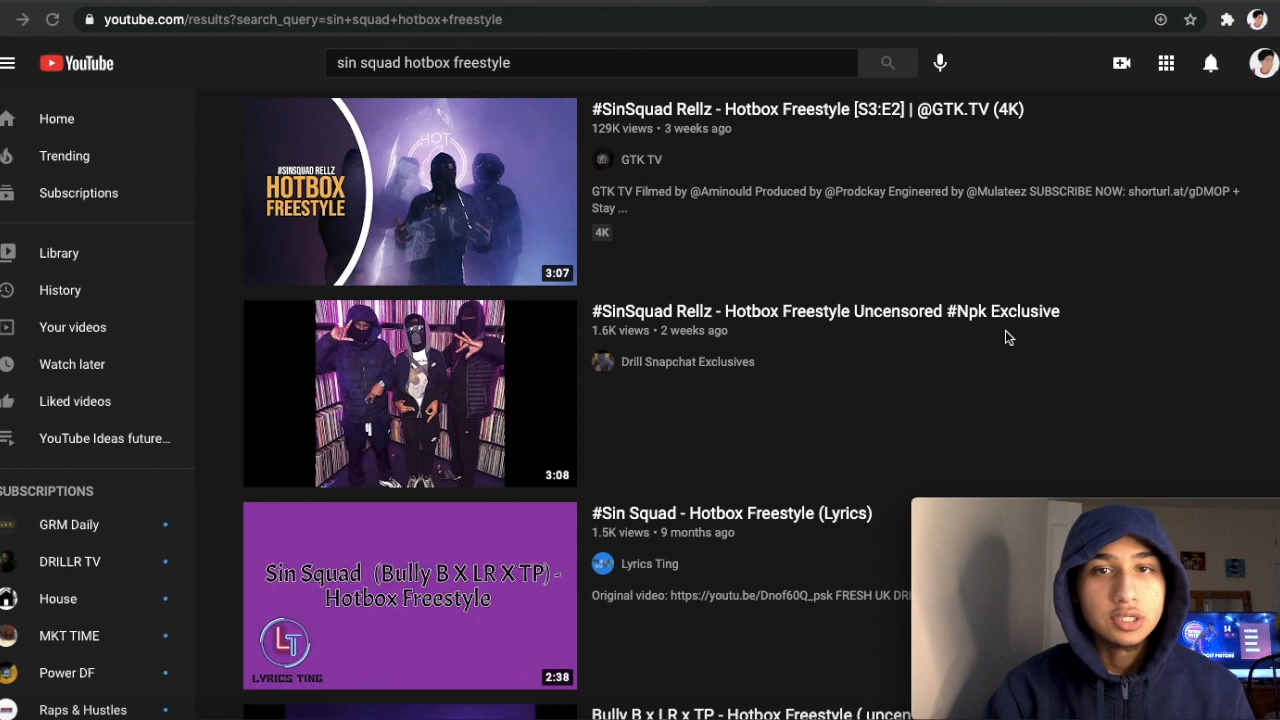 youtube.com/results?search_query=sin+squad+hotbox+freestyle
YouTube
sin squad hotbox freestyle
Home
Trending
Subscriptions
Library
History
Your videos
Watch later
Liked videos
YouTube Ideas future...
SUBSCRIPTIONS
GRM Daily
DRILLR TV
House
MKT TIME
Power DF
Raps & Hustles
HOT
#SINSQUAD RELLZ
HOTBOX
FREESTYLE
3:07
#SinSquad Rellz - Hotbox Freestyle [S3:E2] | @GTK.TV (4K)
129K views • 3 weeks ago
GTK TV
GTK TV Filmed by @Aminould Produced by @Prodckay Engineered by @Mulateez SUBSCRIBE NOW: shorturl.at/gDMOP +
Stay ...
4K
3:08
#SinSquad Rellz - Hotbox Freestyle Uncensored #Npk Exclusive
1.6K views • 2 weeks ago
Drill Snapchat Exclusives
Sin Squad (Bully B X LR X TP) -
Hotbox Freestyle
LT
LYRICS TING
2:38
#Sin Squad - Hotbox Freestyle (Lyrics)
1.5K views • 9 months ago
Lyrics Ting
Original video: https://youtu.be/Dnof60Q_psk FRESH UK DRI
Bully B x LR x TP - Hotbox Freestyle ( uncen
PISTONS